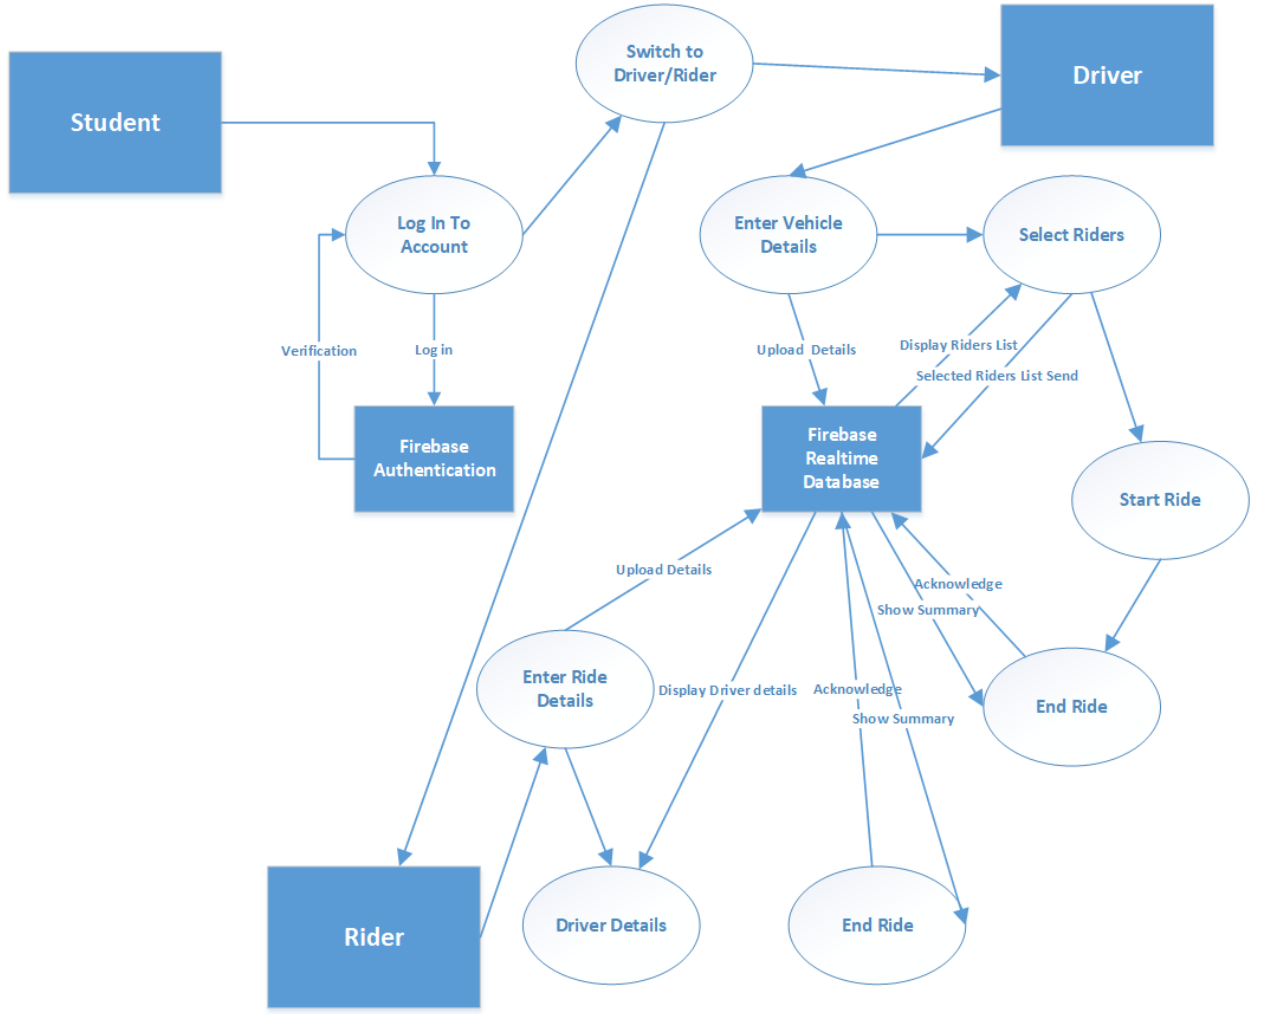 Switch to
Driver/Rider
Driver
Student
Log In To
Account
Enter Vehicle
Details
Select Riders
Verification
Log in
Upload  Details
Display Riders List
Selected Riders List Send
Firebase
Authentication
Firebase
Realtime
Database
Start Ride
Upload Details
Acknowledge
Show Summary
Enter Ride
Details
Display Driver details
Acknowledge
Show Summary
End Ride
Rider
Driver Details
End Ride